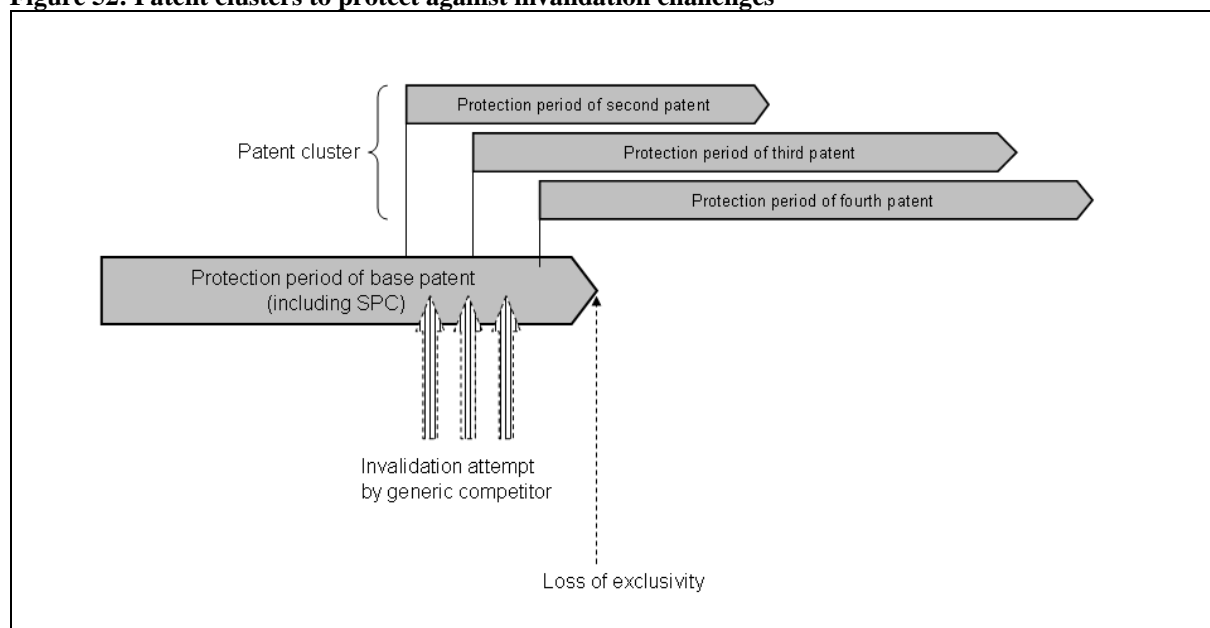 Figure 32: Patent clusters to protect against invalidation challenges
Protection period of second patent
Patent cluster
Protection period of third patent
Protection period of fourth patent
Protection period of base patent
(including SPC)
Invalidation attempt
by generic competitor
Loss of exclusivity